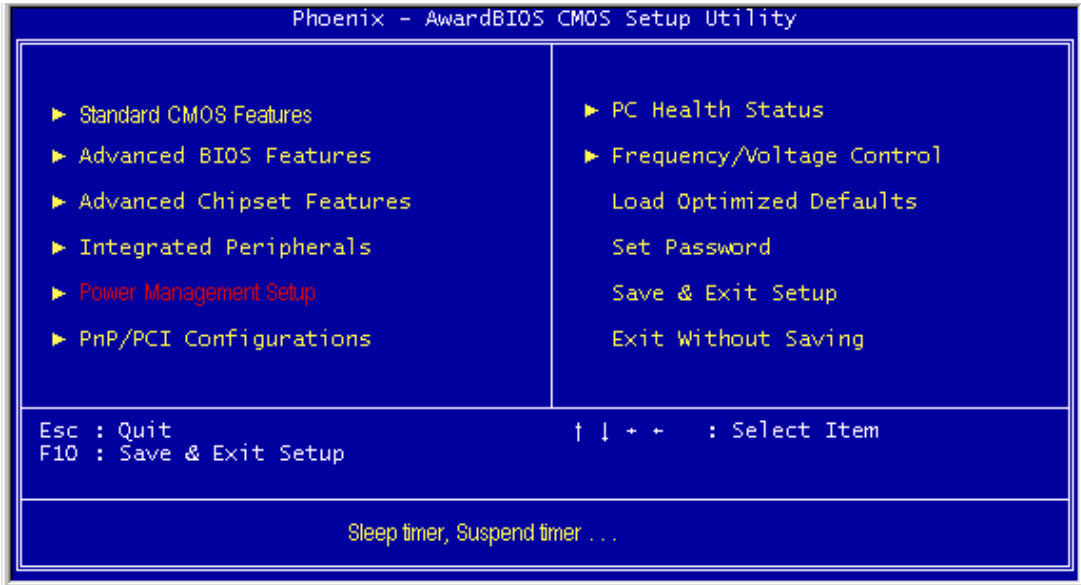 Phoenix - AwardBIOS CMOS Setup Utility
► Standard CMOS Features
► Advanced BIOS Features
► Advanced Chipset Features
► Integrated Peripherals
► Power Management Setup
► PnP/PCI Configurations
► PC Health Status
► Frequency/Voltage Control
Load Optimized Defaults
Set Password
Save & Exit Setup
Exit Without Saving
Esc : Quit
F10 : Save & Exit Setup
↑ ↓ ← ← : Select Item
Sleep timer, Suspend timer . . .